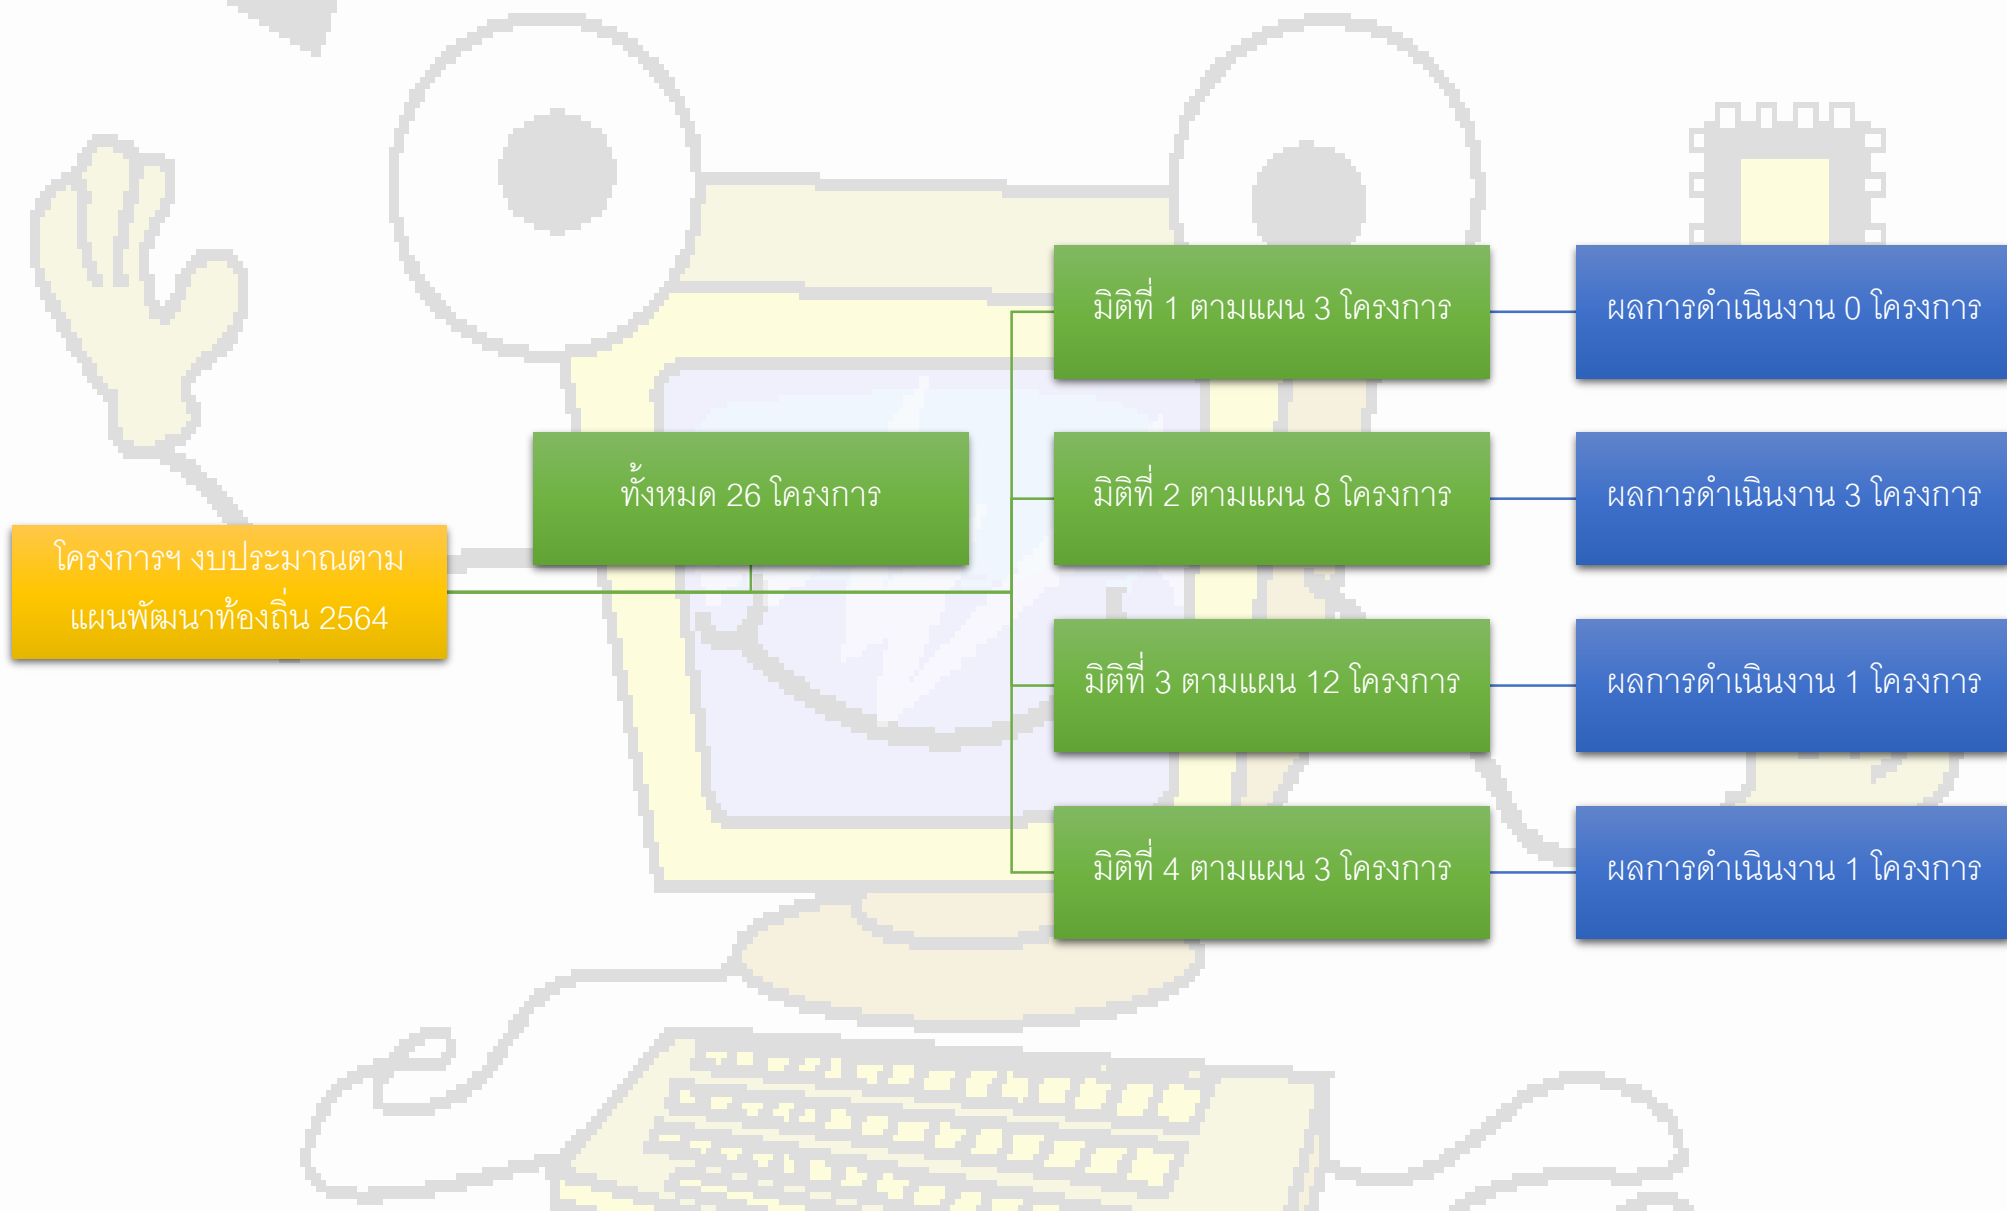 โครงการฯ งบประมาณตาม
แผนพัฒนาท้องถิ่น 2564
ทั้งหมด 26 โครงการ
มิติที่ 1 ตามแผน 3 โครงการ
ผลการดำเนินงาน 0 โครงการ
มิติที่ 2 ตามแผน 8 โครงการ
ผลการดำเนินงาน 3 โครงการ
มิติที่ 3 ตามแผน 12 โครงการ
ผลการดำเนินงาน 1 โครงการ
มิติที่ 4 ตามแผน 3 โครงการ
ผลการดำเนินงาน 1 โครงการ